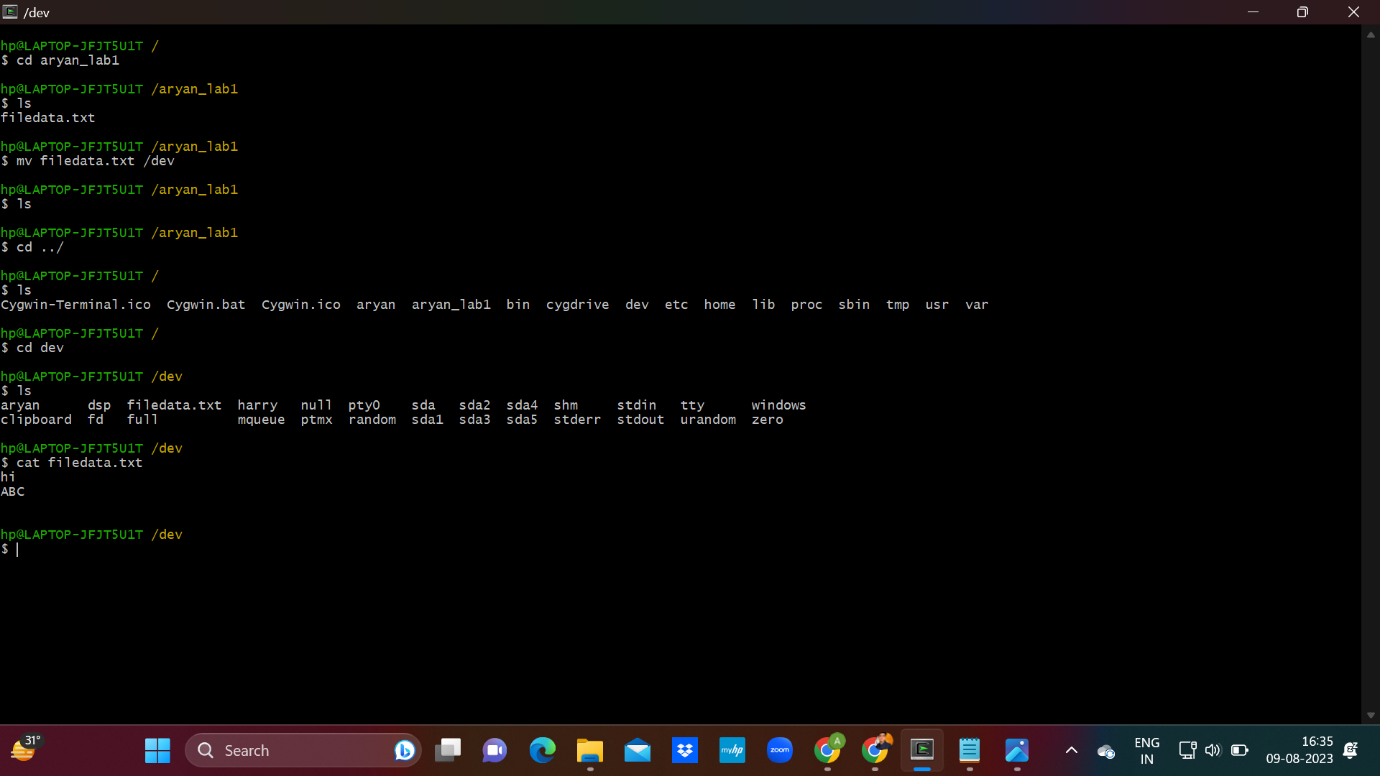 /dev
hp@LAPTOP-JFJT5U1T /
$ cd aryan_lab1
hp@LAPTOP-JFJT5U1T /aryan_lab1
$ ls
filedata.txt
hp@LAPTOP-JFJT5U1T /aryan_lab1
$ mv filedata.txt /dev
hp@LAPTOP-JFJT5U1T /aryan_lab1
$ ls
hp@LAPTOP-JFJT5U1T /aryan_lab1
$ cd ../
hp@LAPTOP-JFJT5U1T /
$ ls
Cygwin-Terminal.ico  Cygwin.bat  Cygwin.ico  aryan  aryan_lab1  bin  cygdrive  dev  etc  home  lib  proc  sbin  tmp  usr  var
hp@LAPTOP-JFJT5U1T /
$ cd dev
hp@LAPTOP-JFJT5U1T /dev
$ ls
aryan      dsp  filedata.txt  harry   null  pty0    sda   sda2  sda4  shm     stdin   tty      windows
clipboard  fd   full          mqueue  ptmx  random  sda1  sda3  sda5  stderr  stdout  urandom  zero
hp@LAPTOP-JFJT5U1T /dev
$ cat filedata.txt
hi
ABC
hp@LAPTOP-JFJT5U1T /dev
$
31°
Search
myhp
zoom
A
ENG
IN
16:35
09-08-2023